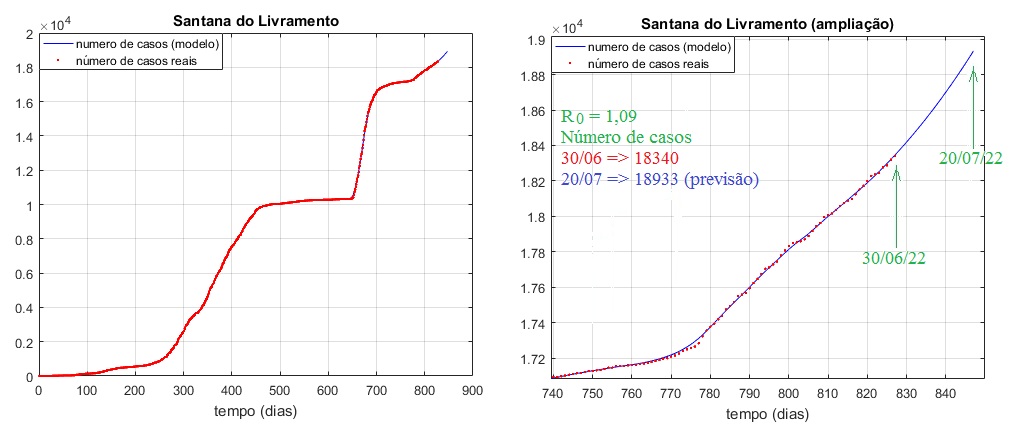 Santana do Livramento
×10⁴
numero de casos (modelo)
número de casos reais
2
1.8
1.6
1.4
1.2
1
0.8
0.6
0.4
0.2
0
0 100 200 300 400 500 600 700 800 900
tempo (dias)
Santana do Livramento (ampliação)
×10⁴
numero de casos (modelo)
número de casos reais
1.9
1.88
1.86
1.84
1.82
1.8
1.78
1.76
1.74
1.72
R0 = 1,09
Número de casos
30/06 => 18340
20/07 => 18933 (previsão)
20/07/22
30/06/22
740 750 760 770 780 790 800 810 820 830 840
tempo (dias)